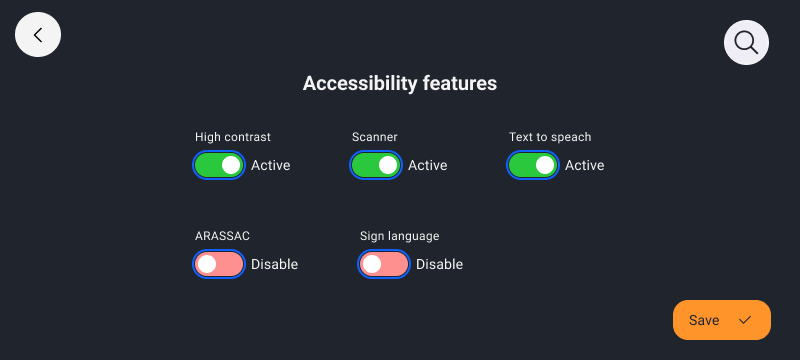 Accessibility features
High contrast
Scanner
Text to speach
Active
Active
Active
ARASSAC
Sign language
Disable
Disable
Save